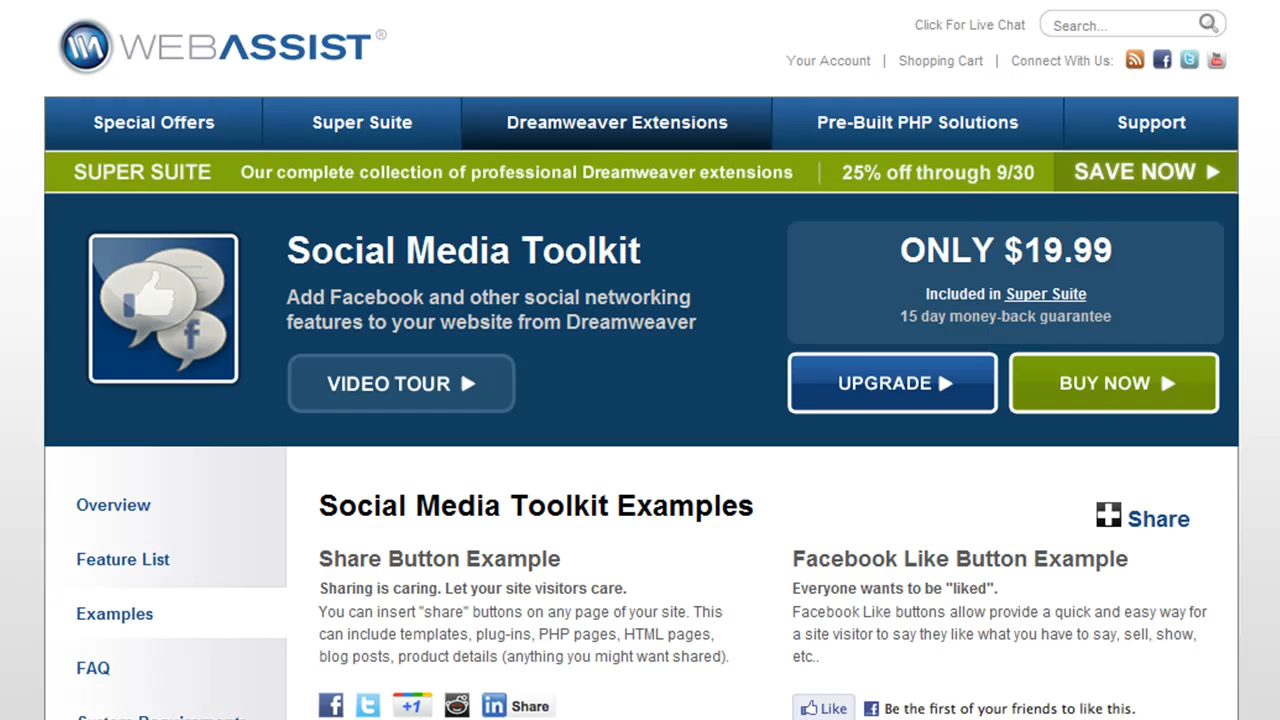 WEBASSIST®
Click For Live Chat
Search...
Your Account | Shopping Cart | Connect With Us:
Special Offers
Super Suite
Dreamweaver Extensions
Pre-Built PHP Solutions
Support
SUPER SUITE Our complete collection of professional Dreamweaver extensions | 25% off through 9/30 SAVE NOW
Social Media Toolkit
Add Facebook and other social networking
features to your website from Dreamweaver
VIDEO TOUR
ONLY $19.99
Included in Super Suite
15 day money-back guarantee
UPGRADE
BUY NOW
Overview
Feature List
Examples
FAQ
System Requirements
Social Media Toolkit Examples
Share
Share Button Example
Sharing is caring. Let your site visitors care.
You can insert "share" buttons on any page of your site. This
can include templates, plug-ins, PHP pages, HTML pages,
blog posts, product details (anything you might want shared).
+1
in Share
Facebook Like Button Example
Everyone wants to be "liked".
Facebook Like buttons allow provide a quick and easy way for
a site visitor to say they like what you have to say, sell, show,
etc..
Like
Be the first of your friends to like this.